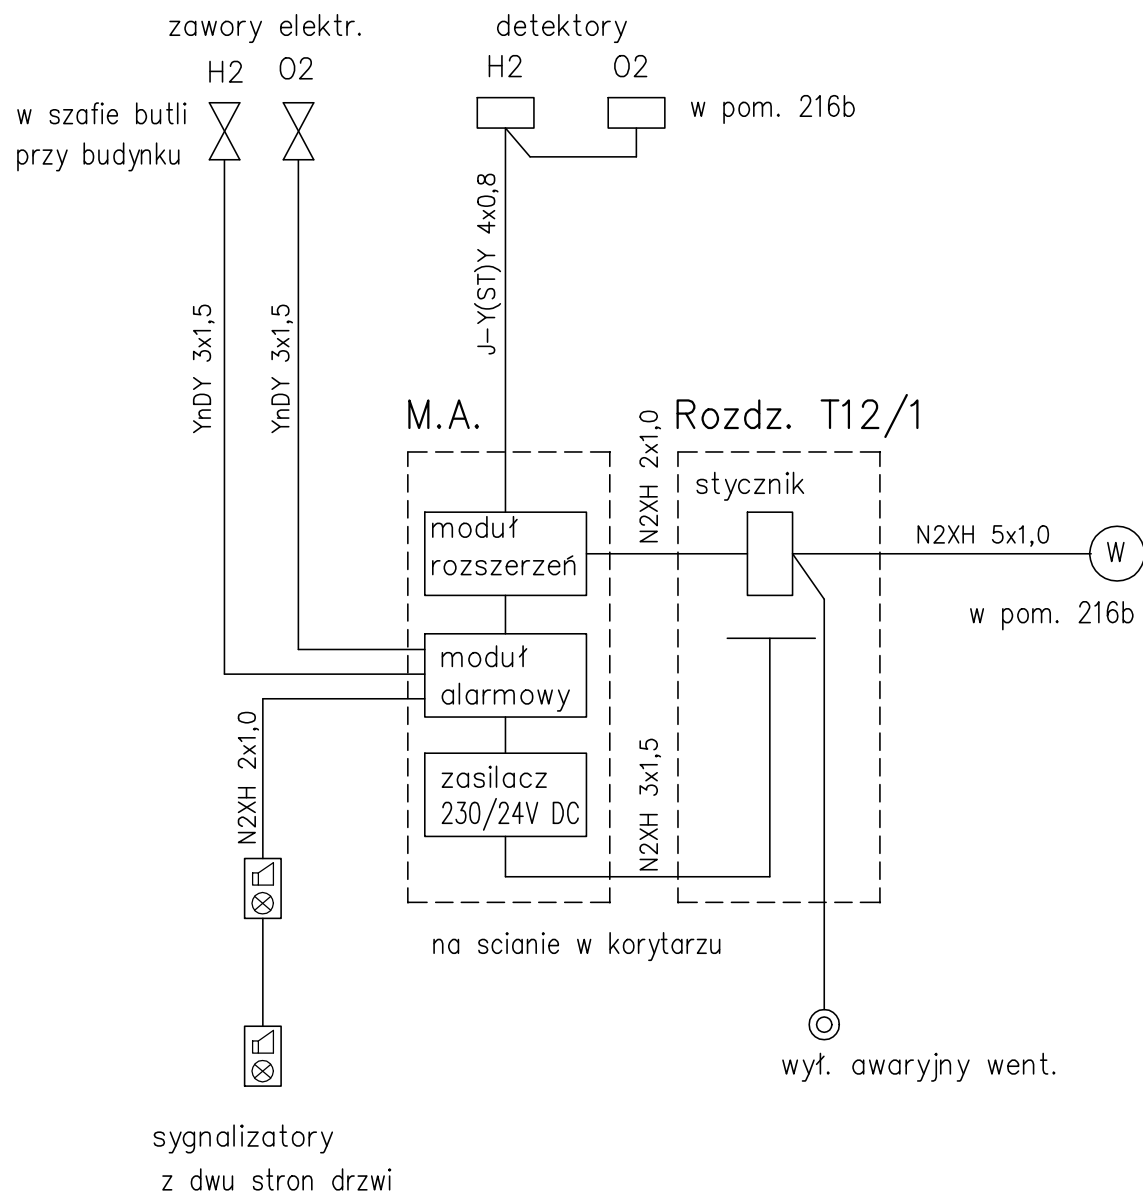 zawory elektr.
H2
O2
w szafie butli
przy budynku
detektory
H2
O2
w pom. 216b
YnDY 3x1,5
YnDY 3x1,5
J-Y(ST)Y 4x0,8
M.A.
N2XH 2x1,0
Rozdz. T12/1
stycznik
moduł
rozszerzeń
N2XH 5x1,0
W
w pom. 216b
moduł
alarmowy
N2XH 2x1,0
zasilacz
230/24V DC
N2XH 3x1,5
na scianie w korytarzu
wył. awaryjny went.
sygnalizatory
z dwu stron drzwi